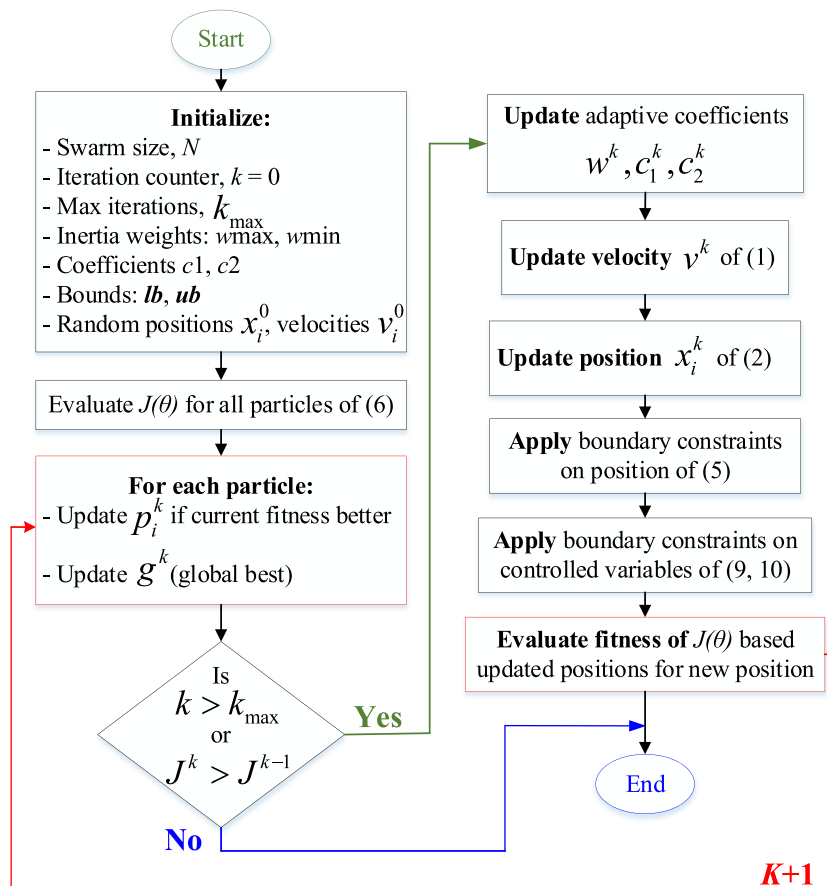 Start
Initialize:
- Swarm size, N
- Iteration counter, k = 0
- Max iterations, k_max
- Inertia weights: wmax, wmin
- Coefficients c1, c2
- Bounds: lb, ub
- Random positions x_i^0, velocities v_i^0
Evaluate J(θ) for all particles of (6)
For each particle:
- Update p_i^k if current fitness better
- Update g^k (global best)
Is
k > k_max
or
J^k > J^{k-1}
Yes
No
Update adaptive coefficients
w^k, c_1^k, c_2^k
Update velocity v^k of (1)
Update position x_i^k of (2)
Apply boundary constraints
on position of (5)
Apply boundary constraints on
controlled variables of (9, 10)
Evaluate fitness of J(θ) based
updated positions for new position
End
K+1